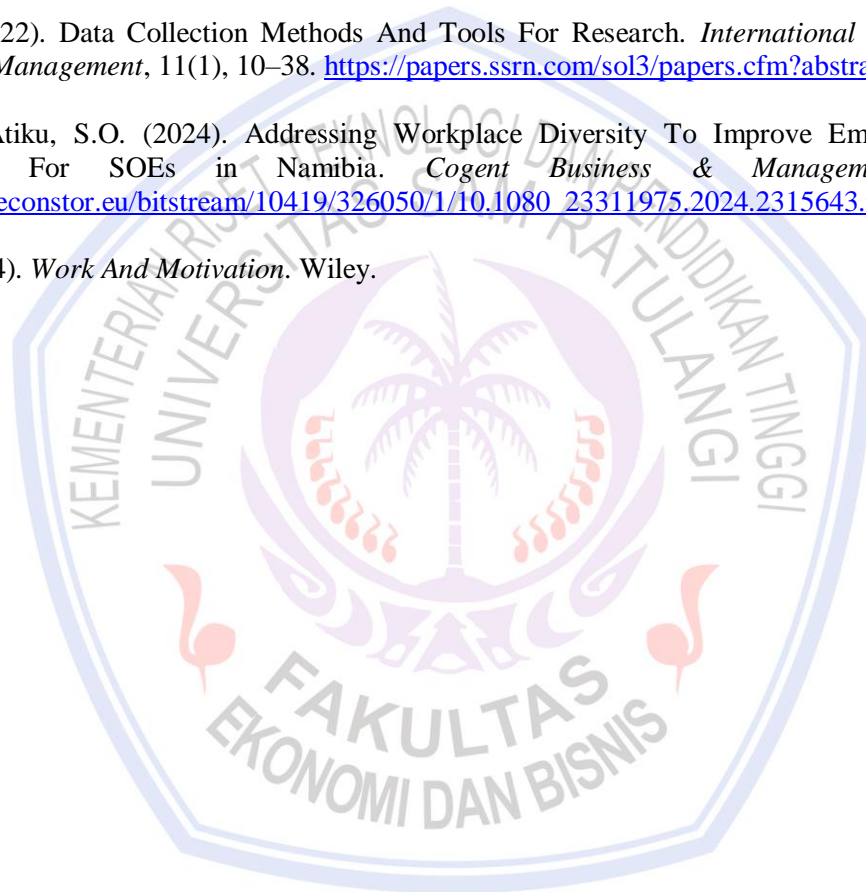 22). Data Collection Methods And Tools For Research. International
Management, 11(1), 10–38. https://papers.ssrn.com/sol3/papers.cfm?abstra
Atiku, S.O. (2024). Addressing Workplace Diversity To Improve Em
For SOEs in Namibia. Cogent Business & Managem
econstor.eu/bitstream/10419/326050/1/10.1080_23311975.2024.2315643.
4). Work And Motivation. Wiley.
KEMENTERIAN RISET TEKNOLOGI DAN PENDIDIKAN TINGGI
UNIVERSITAS SAM RATULANGI
FAKULTAS
EKONOMI DAN BISNIS